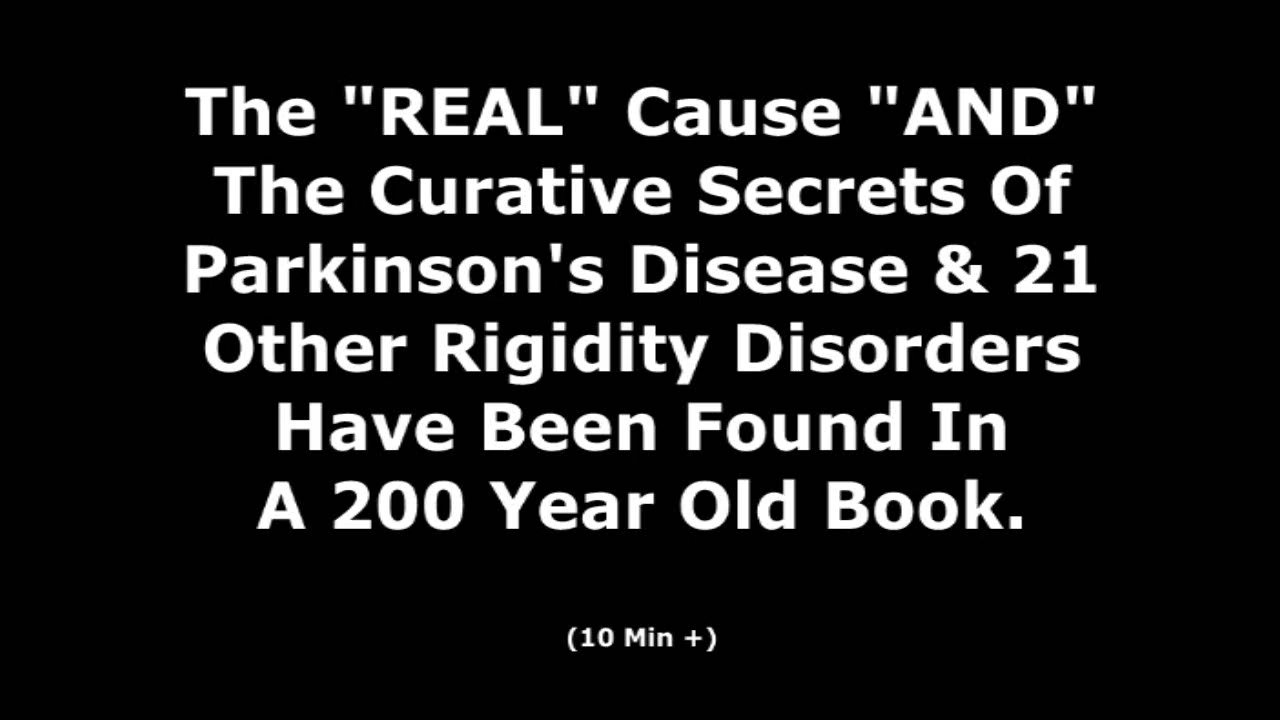 The "REAL" Cause "AND"
The Curative Secrets Of
Parkinson's Disease & 21
Other Rigidity Disorders
Have Been Found In
A 200 Year Old Book.
(10 Min +)